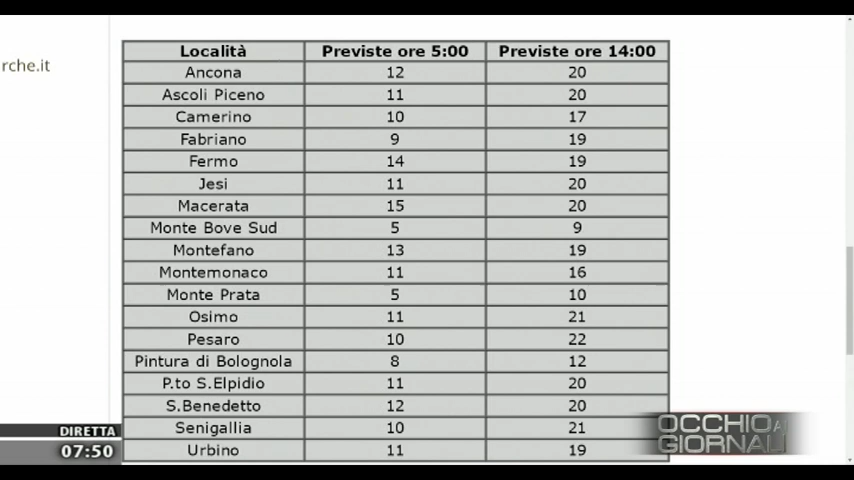 rche.it
Località Previste ore 5:00 Previste ore 14:00
Ancona 12 20
Ascoli Piceno 11 20
Camerino 10 17
Fabriano 9 19
Fermo 14 19
Jesi 11 20
Macerata 15 20
Monte Bove Sud 5 9
Montefano 13 19
Montemonaco 11 16
Monte Prata 5 10
Osimo 11 21
Pesaro 10 22
Pintura di Bolognola 8 12
P.to S.Elpidio 11 20
S.Benedetto 12 20
Senigallia 10 21
Urbino 11 19
DIRETTA
07:50
OCCHIO AI
GIORNALI